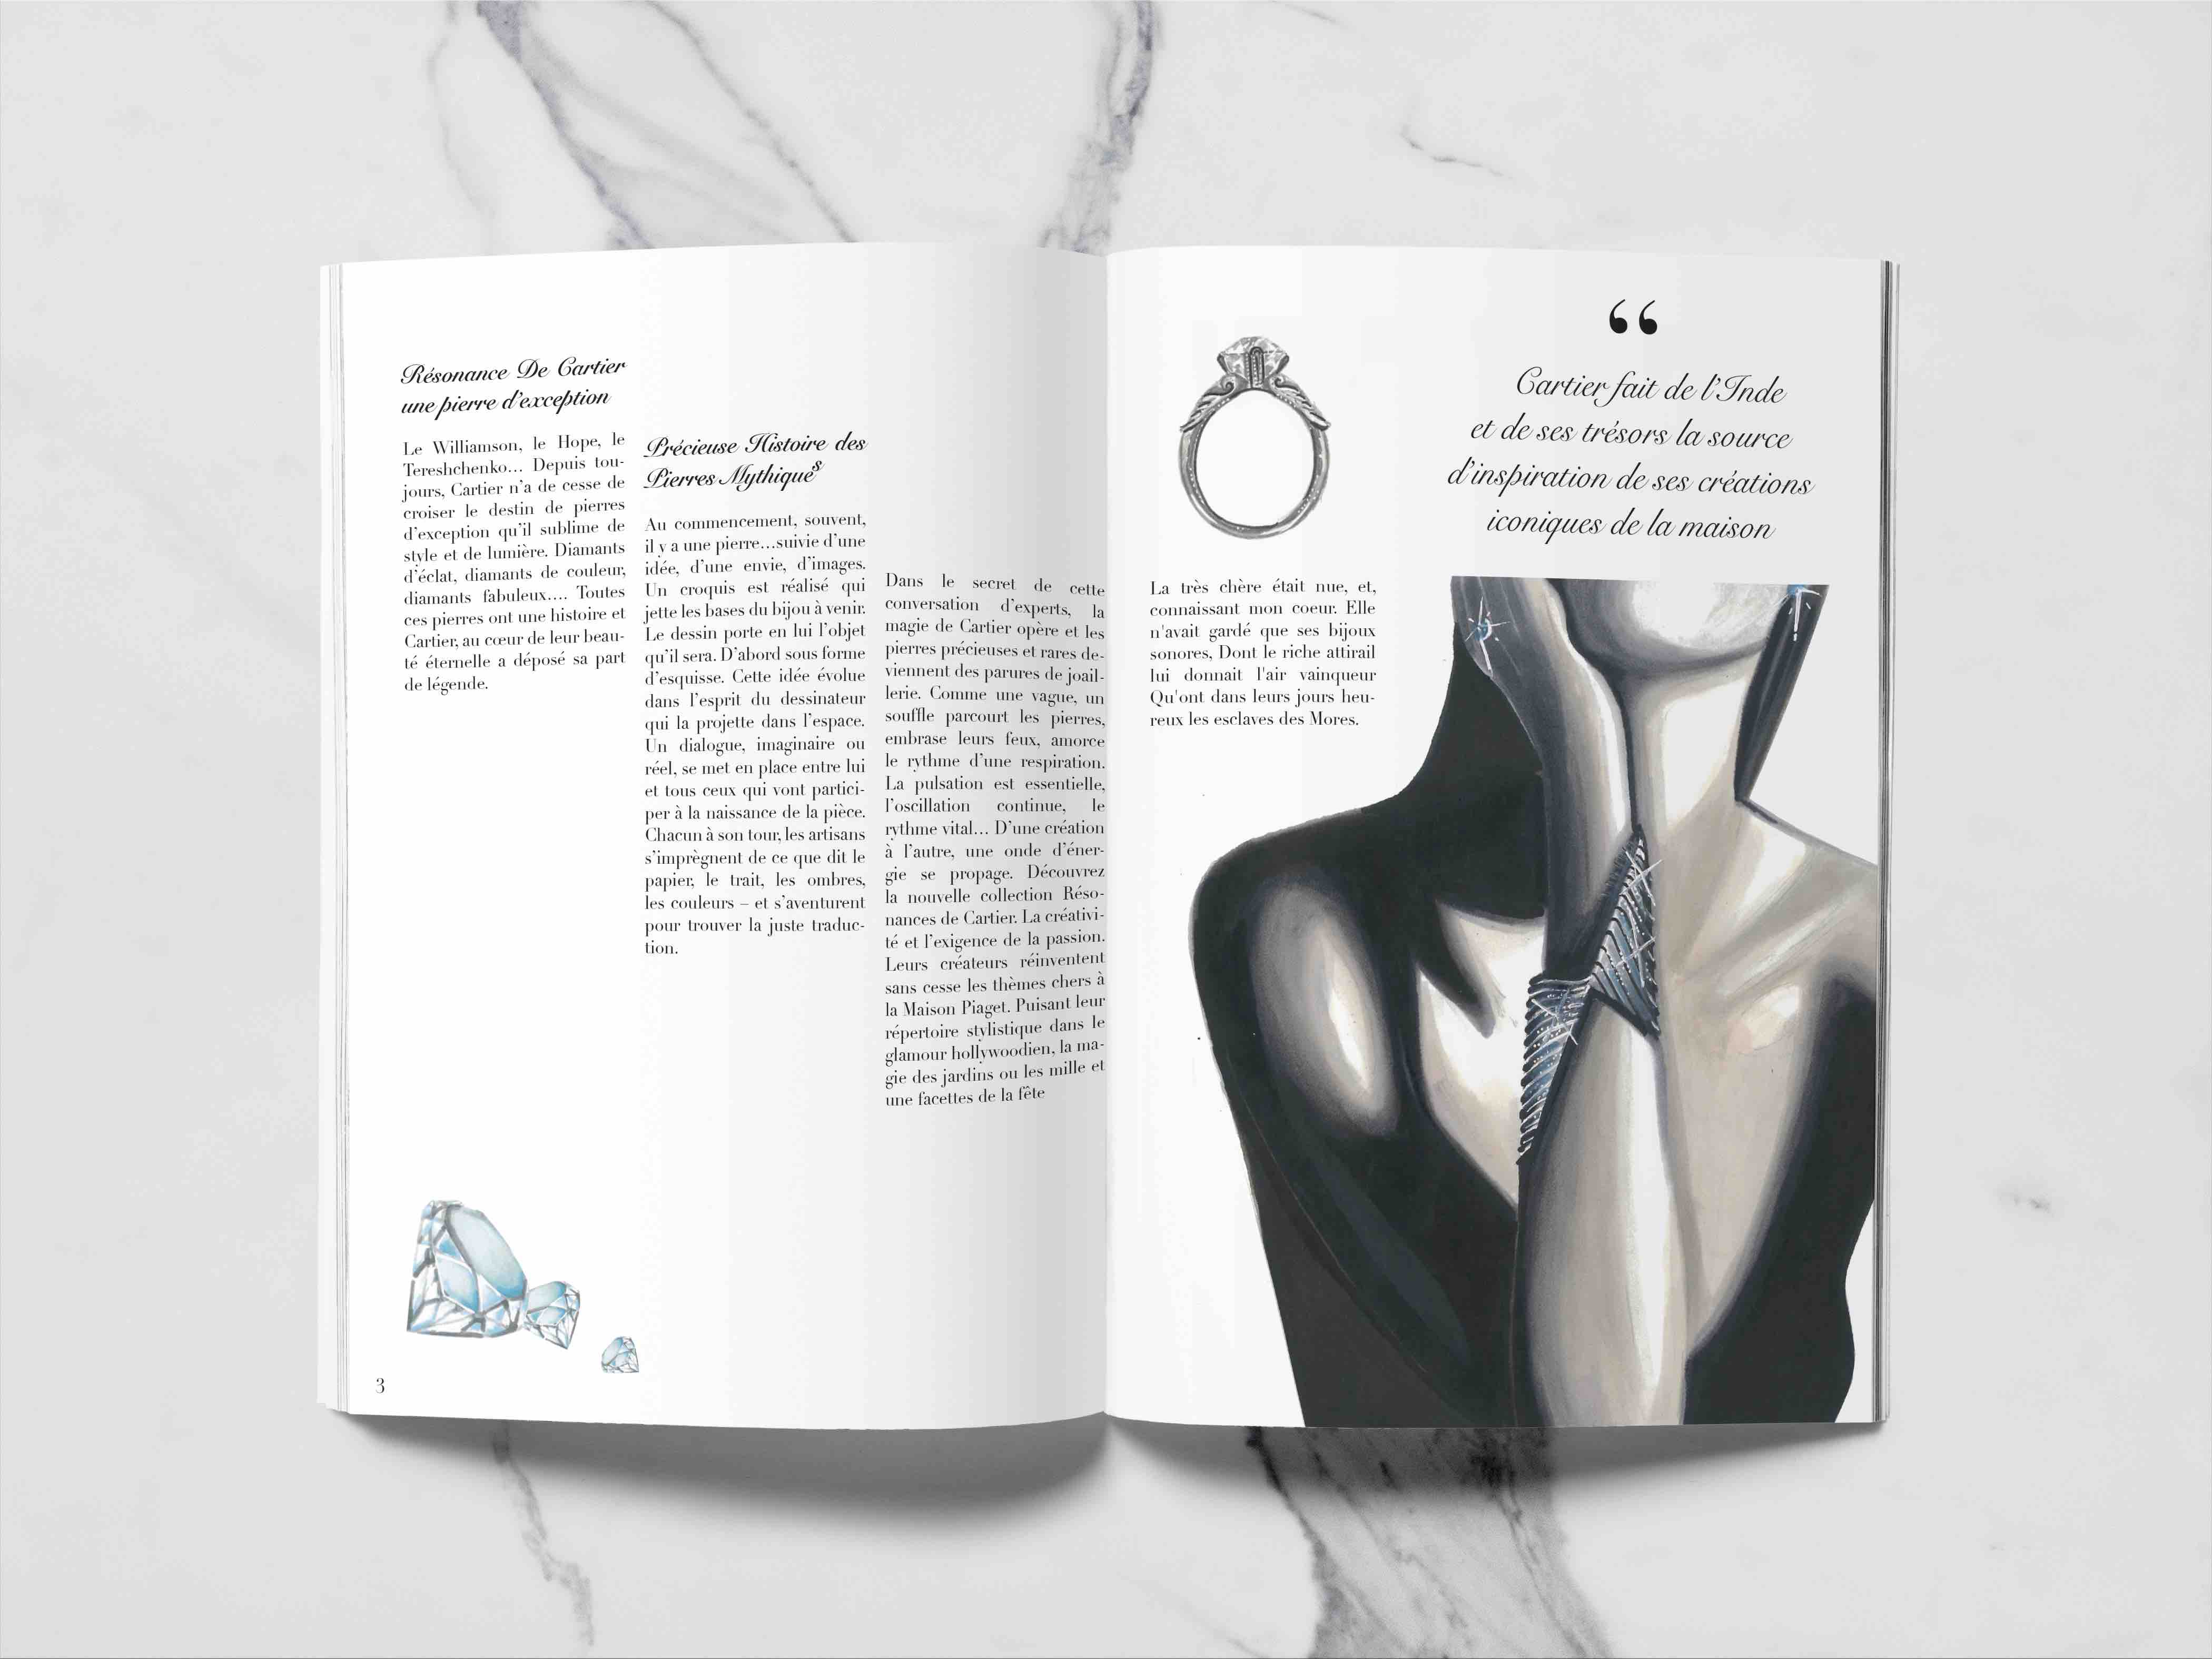 Résonance De Cartier
une pierre d'exception
Le Williamson, le Hope, le
Tereshchenko... Depuis tou-
jours, Cartier n'a de cesse de
croiser le destin de pierres
d'exception qu'il sublime de
style et de lumière. Diamants
d'éclat, diamants de couleur,
diamants fabuleux.... Toutes
ces pierres ont une histoire et
Cartier, au cœur de leur beau-
té éternelle a déposé sa part
de légende.
Précieuse Histoire des
Pierres Mythiques
Au commencement, souvent,
il y a une pierre...suivie d'une
idée, d'une envie, d'images.
Un croquis est réalisé qui
jette les bases du bijou à venir.
Le dessin porte en lui l'objet
qu'il sera. D'abord sous forme
d'esquisse. Cette idée évolue
dans l'esprit du dessinateur
qui la projette dans l'espace.
Un dialogue, imaginaire ou
réel, se met en place entre lui
et tous ceux qui vont partici-
per à la naissance de la pièce.
Chacun à son tour, les artisans
s'imprègnent de ce que dit le
papier, le trait, les ombres,
les couleurs – et s'aventurent
pour trouver la juste traduc-
tion.
Dans le secret de cette
conversation d'experts, la
magie de Cartier opère et les
pierres précieuses et rares de-
viennent des parures de joail-
lerie. Comme une vague, un
souffle parcourt les pierres,
embrase leurs feux, amorce
le rythme d'une respiration.
La pulsation est essentielle,
l'oscillation continue, le
rythme vital... D'une création
à l'autre, une onde d'éner-
gie se propage. Découvrez
la nouvelle collection Réso-
nances de Cartier. La créativi-
té et l'exigence de la passion.
Leurs créateurs réinventent
sans cesse les thèmes chers à
la Maison Piaget. Puisant leur
répertoire stylistique dans le
glamour hollywoodien, la ma-
gie des jardins ou les mille et
une facettes de la fête
3
“
Cartier fait de l'Inde
et de ses trésors la source
d'inspiration de ses créations
iconiques de la maison
La très chère était nue, et,
connaissant mon coeur. Elle
n'avait gardé que ses bijoux
sonores, Dont le riche attirail
lui donnait l'air vainqueur
Qu'ont dans leurs jours heu-
reux les esclaves des Mores.